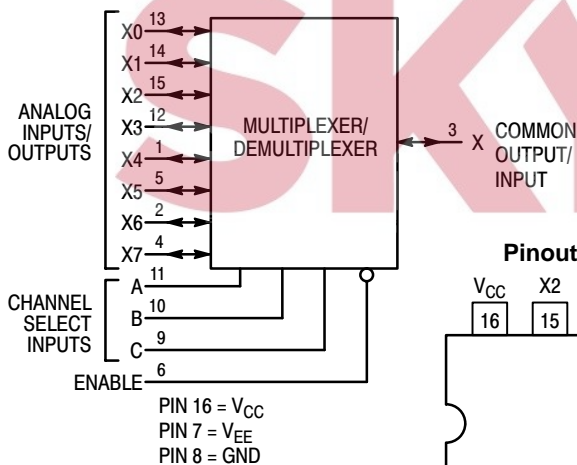 SKY
X0 13
X1 14
X2 15
X3 12
X4 1
X5 5
X6 2
X7 4
ANALOG
INPUTS/
OUTPUTS
MULTIPLEXER/
DEMULTIPLEXER
3 X
COMMON
OUTPUT/
INPUT
A 11
B 10
C 9
CHANNEL
SELECT
INPUTS
ENABLE 6
PIN 16 = VCC
PIN 7 = VEE
PIN 8 = GND
Pinout
VCC X2
16 15